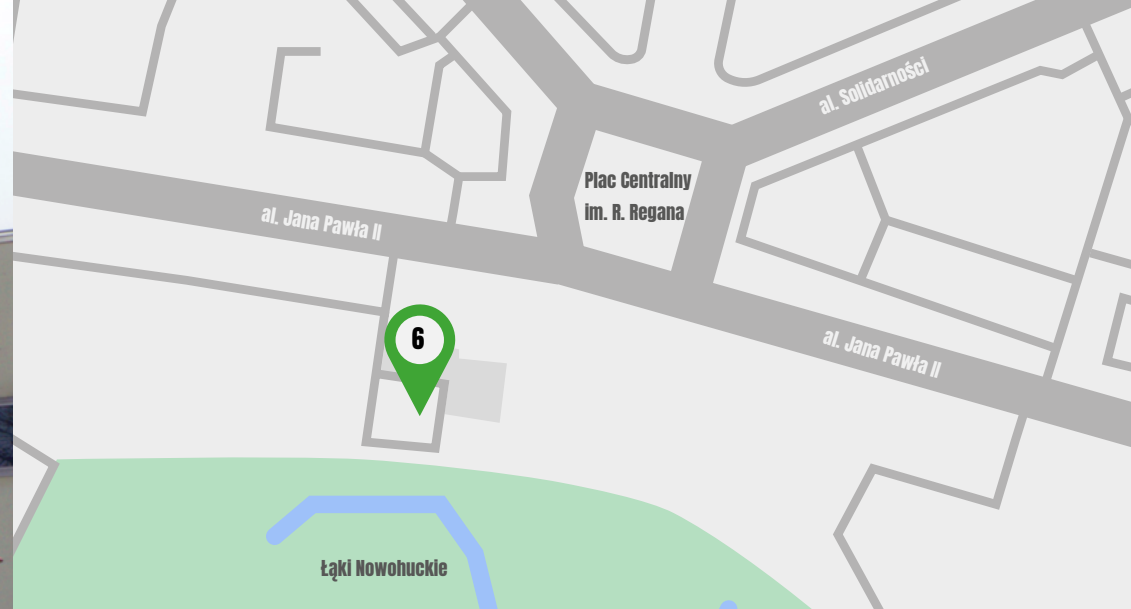 al. Solidarności
Plac Centralny
im. R. Regana
al. Jana Pawła II
6
al. Jana Pawła II
Łąki Nowohuckie